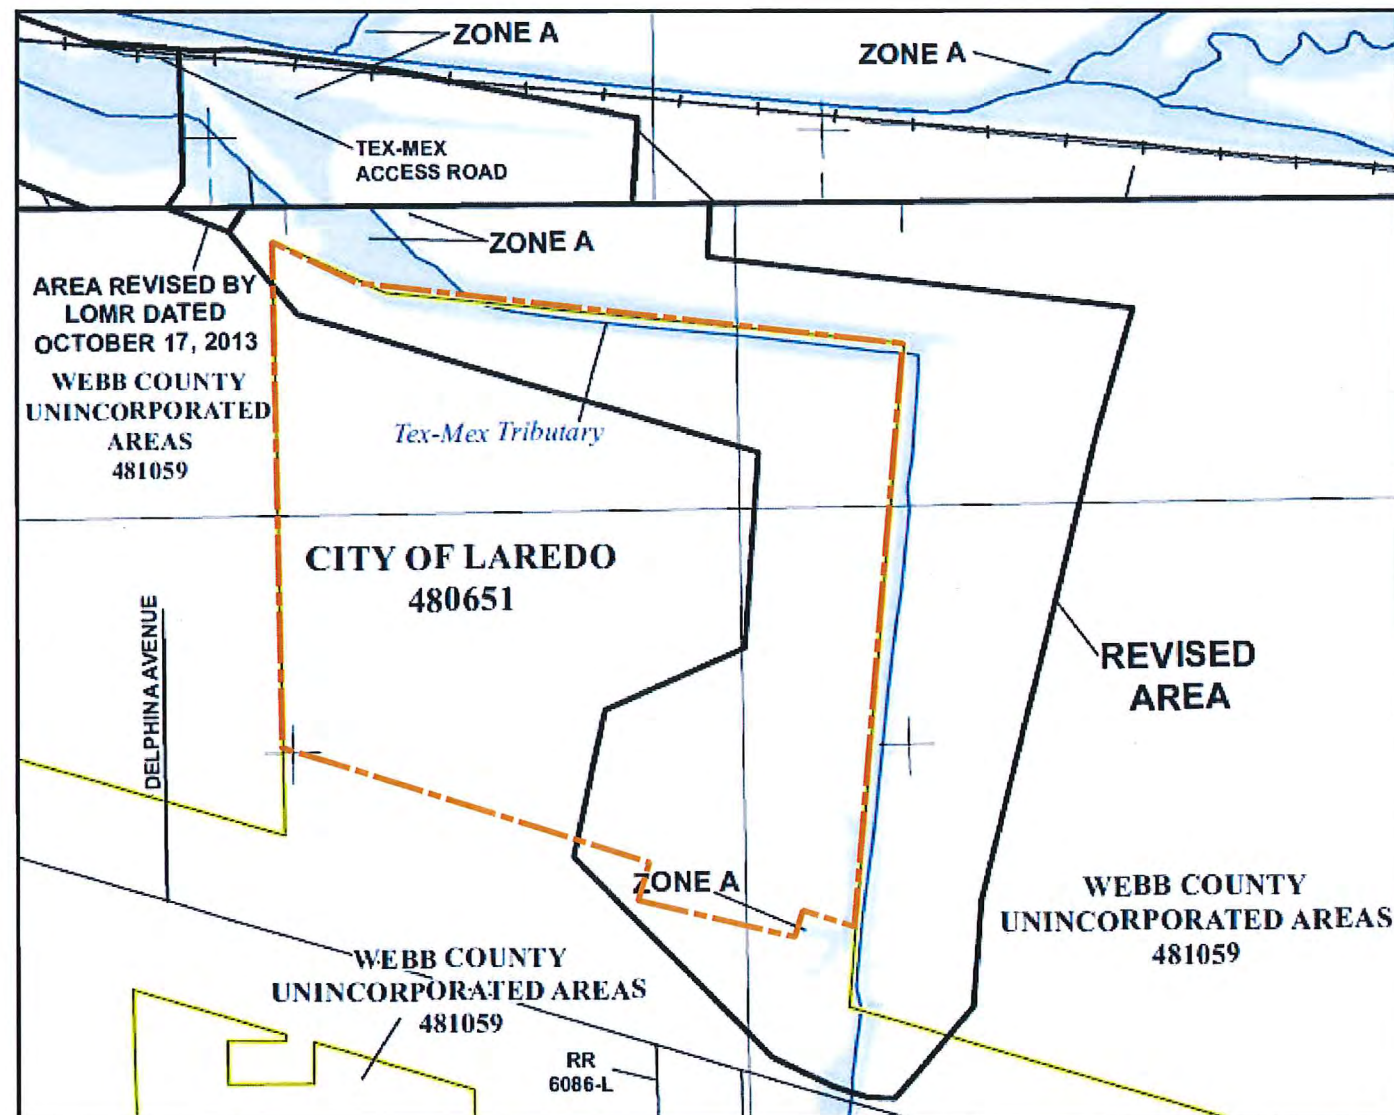 ZONE A
ZONE A
TEX-MEX
ACCESS ROAD
ZONE A
AREA REVISED BY
LOMR DATED
OCTOBER 17, 2013
WEBB COUNTY
UNINCORPORATED
AREAS
481059
Tex-Mex Tributary
CITY OF LAREDO
480651
DELPHINA AVENUE
REVISED
AREA
ZONE A
WEBB COUNTY
UNINCORPORATED AREAS
481059
WEBB COUNTY
UNINCORPORATED AREAS
481059
RR
6086-L